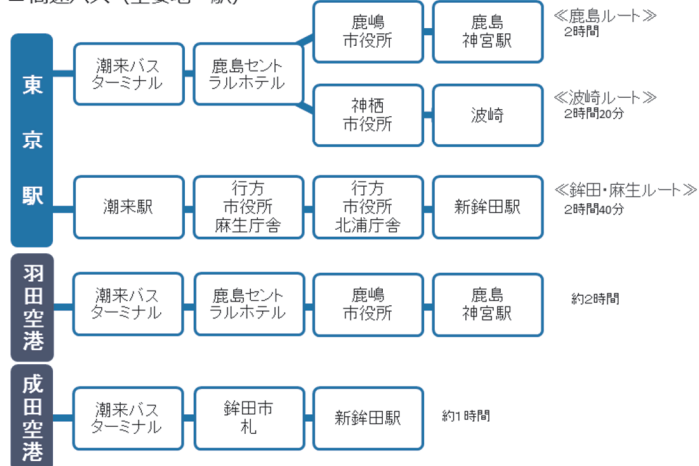 東京駅
潮来バス
ターミナル
鹿島セント
ラルホテル
鹿嶋
市役所
鹿島
神宮駅
≪鹿島ルート≫
2時間
神栖
市役所
波崎
≪波崎ルート≫
2時間20分
潮来駅
行方
市役所
麻生庁舎
行方
市役所
北浦庁舎
新鉾田駅
≪鉾田・麻生ルート≫
2時間40分
羽田空港
潮来バス
ターミナル
鹿島セント
ラルホテル
鹿嶋
市役所
鹿島
神宮駅
約2時間
成田空港
潮来バス
ターミナル
鉾田市
札
新鉾田駅
約1時間